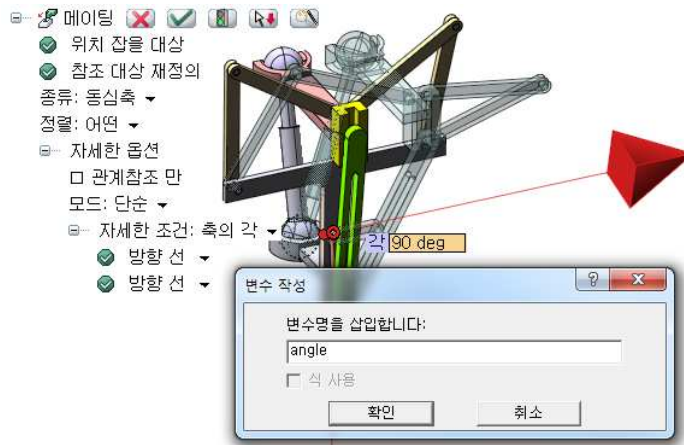 메이팅
위치 잡을 대상
참조 대상 재정의
종류: 동심축
정렬: 어떤
자세한 옵션
관계참조 만
모드: 단순
자세한 조건: 축의 각
방향 선
방향 선
각 90 deg
변수 작성
변수명을 삽입합니다:
angle
식 사용
확인 취소